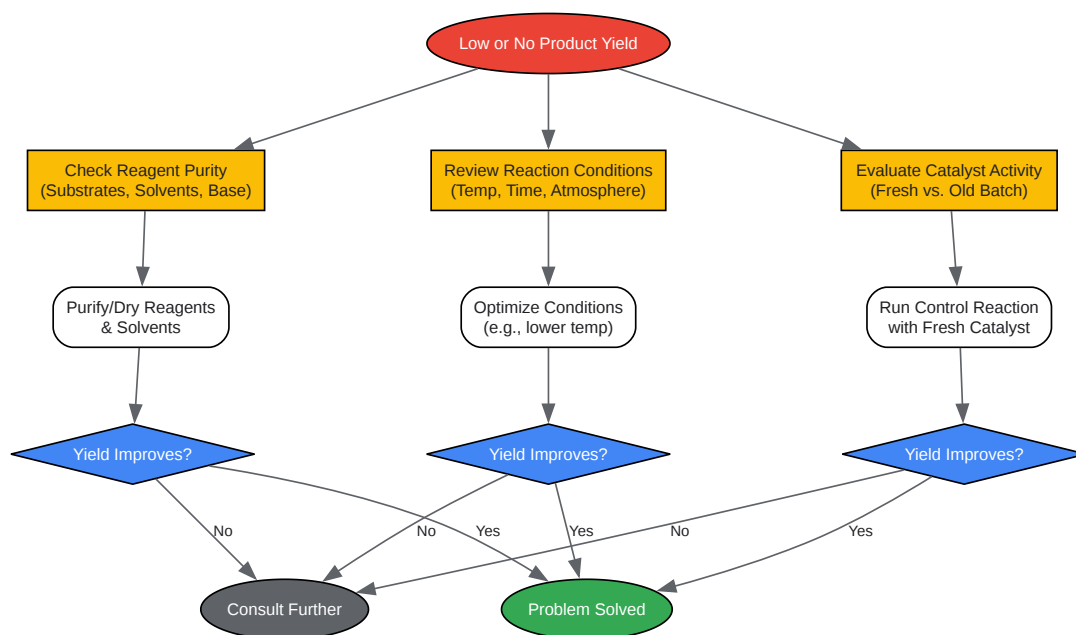 Low or No Product Yield
Check Reagent Purity
(Substrates, Solvents, Base)
Review Reaction Conditions
(Temp, Time, Atmosphere)
Evaluate Catalyst Activity
(Fresh vs. Old Batch)
Purify/Dry Reagents
& Solvents
Optimize Conditions
(e.g., lower temp)
Run Control Reaction
with Fresh Catalyst
Yield Improves?
Yield Improves?
Yield Improves?
No
Yes
No
Yes
No
Yes
Consult Further
Problem Solved